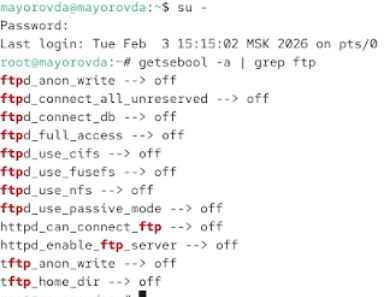 mayorovda@mayorovda:~$ su -
Password:
Last login: Tue Feb  3 15:15:02 MSK 2026 on pts/0
root@mayorovda:~# getsebool -a | grep ftp
ftpd_anon_write --> off
ftpd_connect_all_unreserved --> off
ftpd_connect_db --> off
ftpd_full_access --> off
ftpd_use_cifs --> off
ftpd_use_fusefs --> off
ftpd_use_nfs --> off
ftpd_use_passive_mode --> off
httpd_can_connect_ftp --> off
httpd_enable_ftp_server --> off
tftp_anon_write --> off
tftp_home_dir --> off